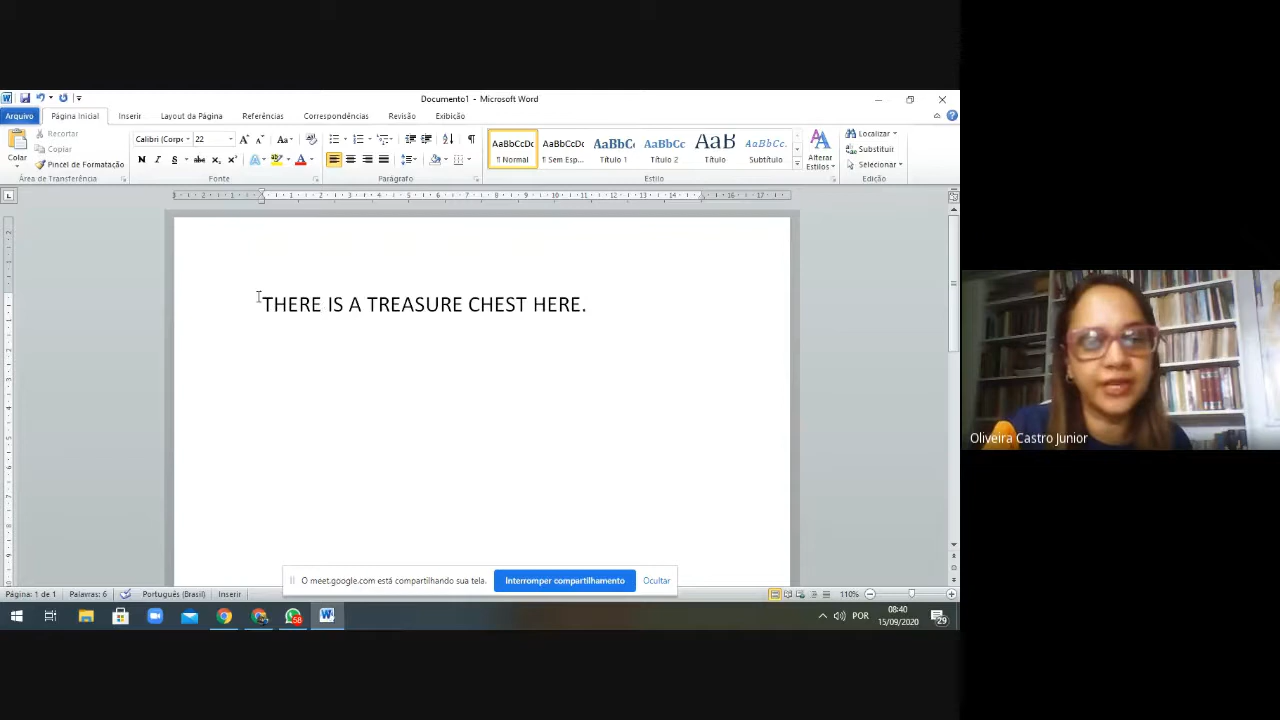 Documento1 - Microsoft Word
Arquivo Página Inicial Inserir Layout da Página Referências Correspondências Revisão Exibição
Colar
Recortar
Copiar
Pincel de Formatação
Área de Transferência
Calibri (Corpo 22
Fonte
Parágrafo
AaBbCcDc AaBbCcDc AaBbCc AaBbCc AaB AaBbCc.
¶ Normal ¶ Sem Esp... Título 1 Título 2 Título Subtítulo
Alterar Estilos
Estilo
Localizar
Substituir
Selecionar
Edição
THERE IS A TREASURE CHEST HERE.
Oliveira Castro Junior
O meet.google.com está compartilhando sua tela. Interromper compartilhamento Ocultar
Página: 1 de 1 Palavras: 6 Português (Brasil) Inserir 110%
58
POR
08:40
15/09/2020
29